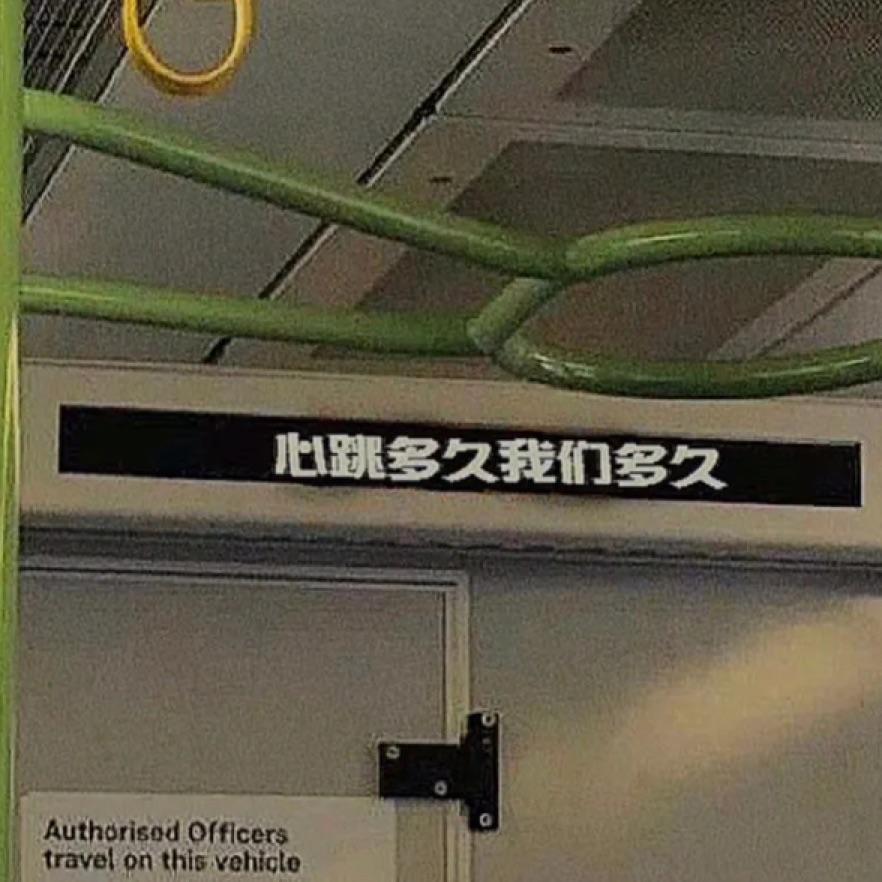 心跳多久我们多久
Authorised Officers
travel on this vehicle